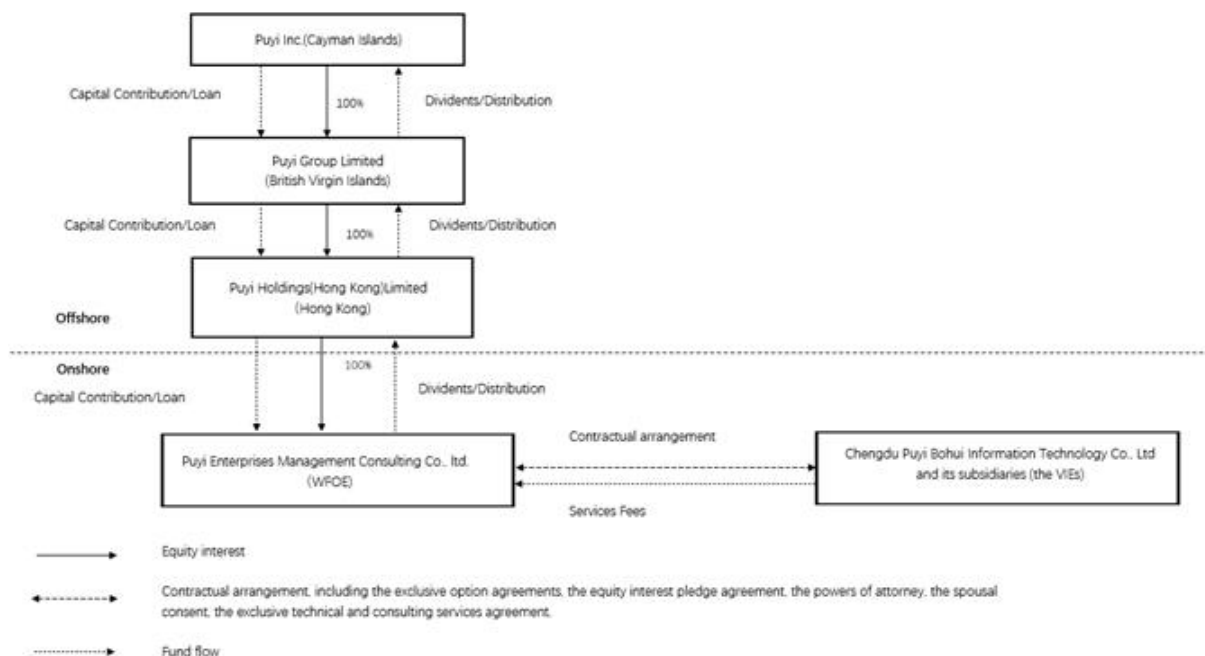 Puyi Inc.(Cayman Islands)
Capital Contribution/Loan
100%
Dividents/Distribution
Puyi Group Limited
(British Virgin Islands)
Capital Contribution/Loan
100%
Dividents/Distribution
Puyi Holdings(Hong Kong)Limited
(Hong Kong)
Offshore
Onshore
100%
Capital Contribution/Loan
Dividents/Distribution
Puyi Enterprises Management Consulting Co., ltd.
(WFOE)
Contractual arrangement
Services Fees
Chengdu Puyi Bohui Information Technology Co., Ltd
and its subsidiaries (the VIEs)
Equity interest
Contractual arrangement, including the exclusive option agreements, the equity interest pledge agreement, the powers of attorney, the spousal
consent, the exclusive technical and consulting services agreement,
Fund flow